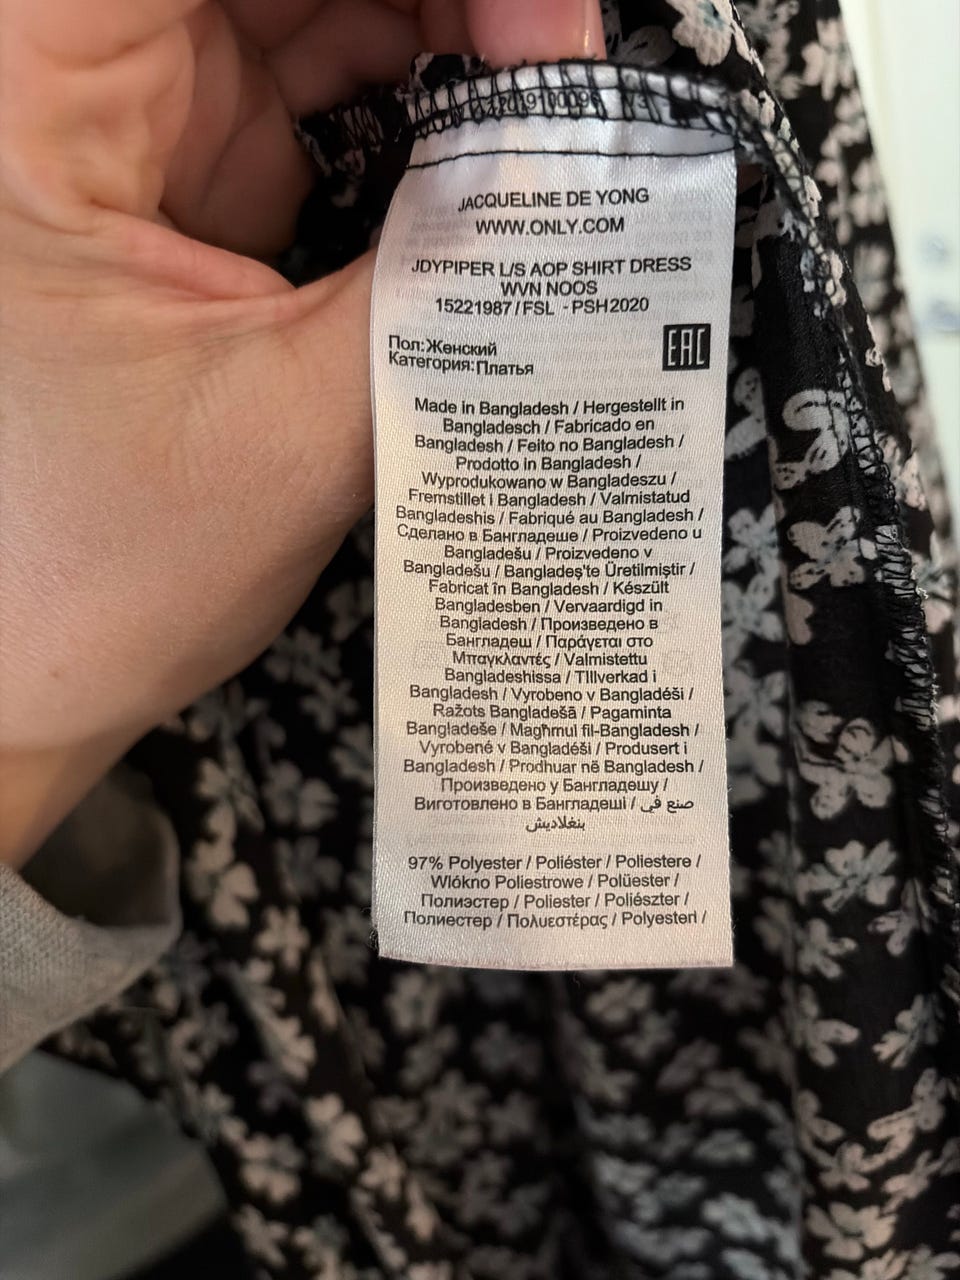 JACQUELINE DE YONG
WWW.ONLY.COM
JDYPIPER L/S AOP SHIRT DRESS
WVN NOOS
15221987/FSL - PSH2020
Пол:Женский
Категория:Платья
EAC
Made in Bangladesh / Hergestellt in
Bangladesch / Fabricado en
Bangladesh / Feito no Bangladesh /
Prodotto in Bangladesh /
Wyprodukowano w Bangladeszu /
Fremstillet i Bangladesh / Valmistatud
Bangladeshis / Fabriqué au Bangladesh /
Сделано в Бангладеше / Proizvedeno u
Bangladešu / Proizvedeno v
Bangladešu / Bangladeş'te Üretilmiştir /
Fabricat în Bangladesh / Készült
Bangladesben / Vervaardigd in
Bangladesh / Произведено в
Бангладеш / Παράγεται στο
Μπαγκλαντές / Valmistettu
Bangladeshissa / TIllverkad i
Bangladesh / Vyrobeno v Bangladéši /
Ražots Bangladešā / Pagaminta
Bangladeše / Magħmul fil-Bangladesh /
Vyrobené v Bangladéši / Produsert i
Bangladesh / Prodhuar në Bangladesh /
Произведено у Бангладешу /
Виготовлено в Бангладеші / صنع في
بنغلاديش
97% Polyester / Poliéster / Poliestere /
Wlókno Poliestrowe / Polüester /
Полиэстер / Poliester / Poliészter /
Полиестер / Πολυεστέρας / Polyesteri /